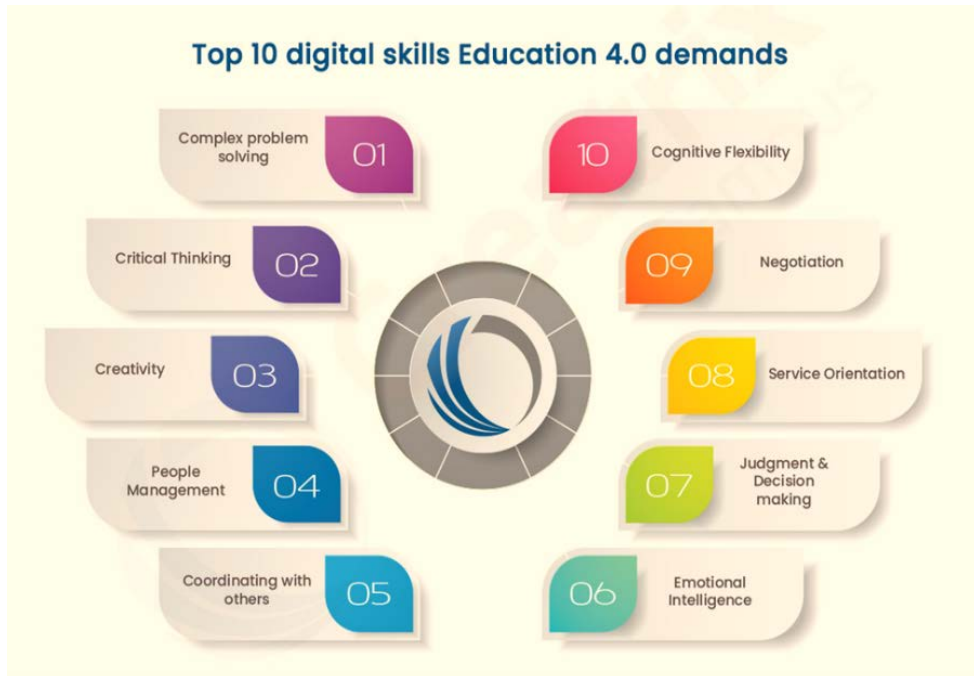 Top 10 digital skills Education 4.0 demands
Complex problem
solving
01
Critical Thinking
02
Creativity
03
People
Management
04
Coordinating with
others
05
10
Cognitive Flexibility
09
Negotiation
08
Service Orientation
07
Judgment &
Decision
making
06
Emotional
Intelligence